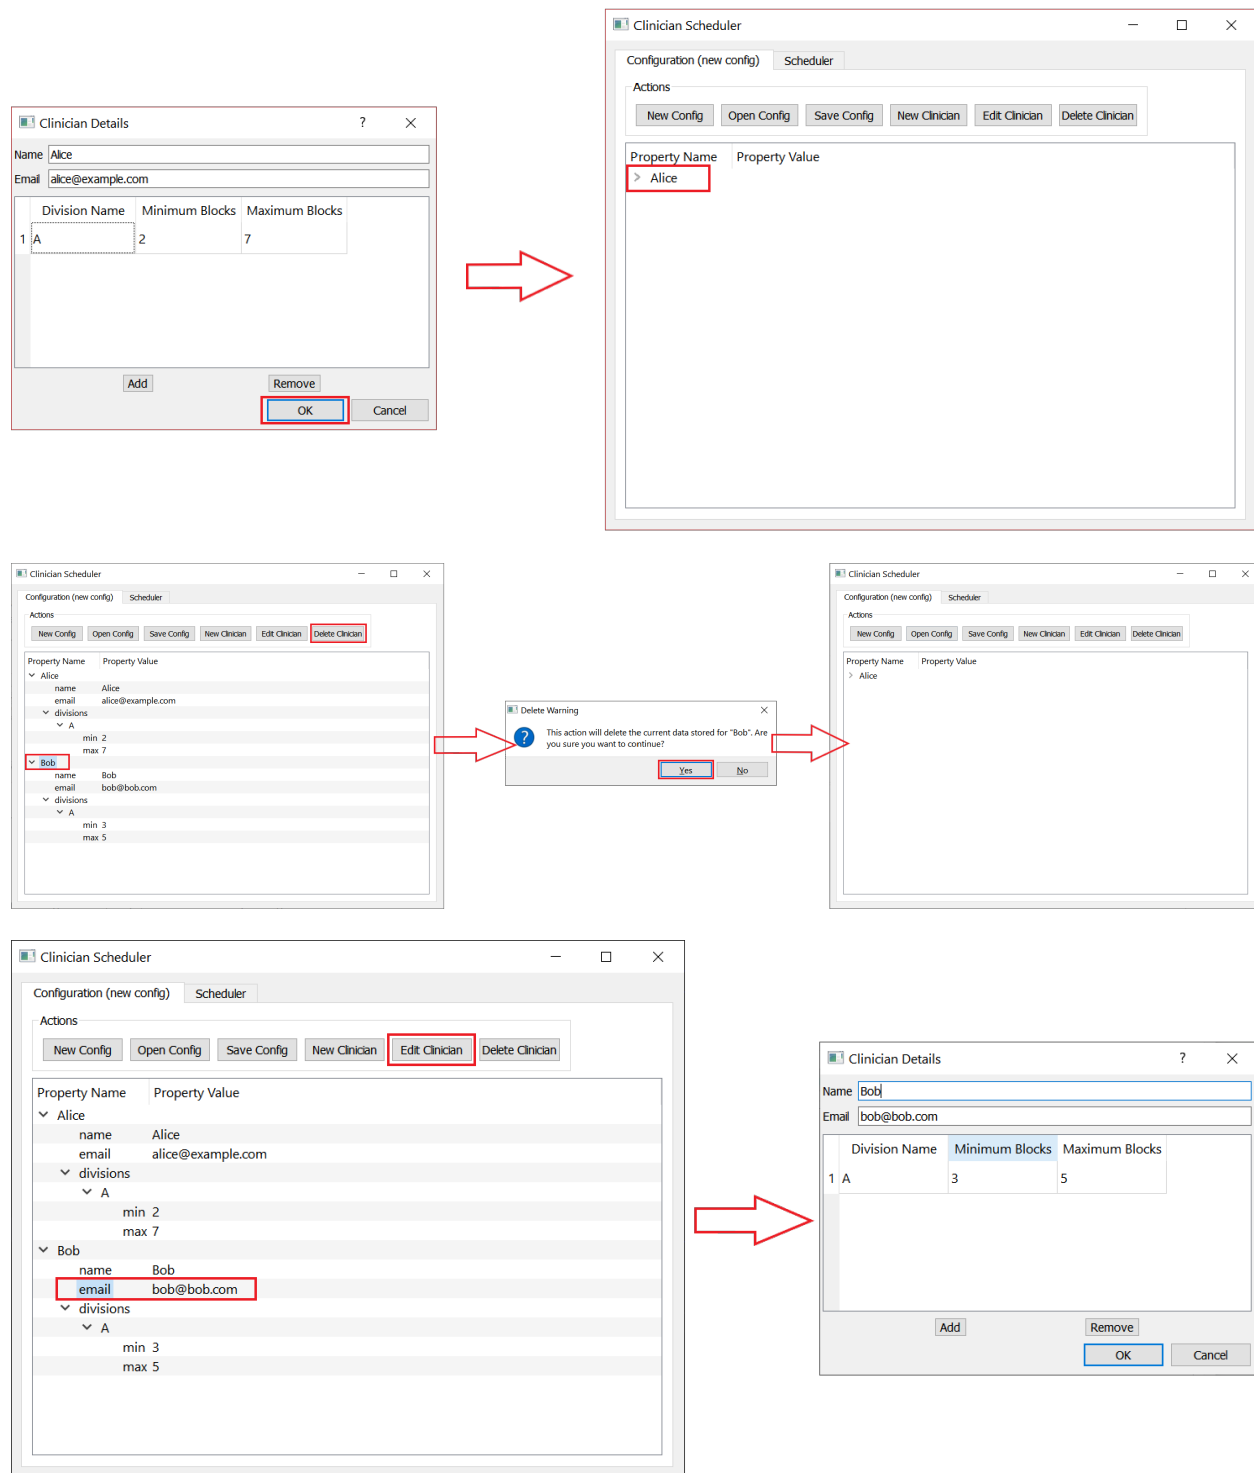 Clinician Details ?
Name Alice
Email alice@example.com
Division Name Minimum Blocks Maximum Blocks
1 A 2 7
Add Remove
OK Cancel
Clinician Scheduler
Configuration (new config) Scheduler
Actions
New Config Open Config Save Config New Clinician Edit Clinician Delete Clinician
Property Name Property Value
Alice
Clinician Scheduler
Configuration (new config) Scheduler
Actions
New Config Open Config Save Config New Clinician Edit Clinician Delete Clinician
Property Name Property Value
Alice
name Alice
email alice@example.com
divisions
A
min 2
max 7
Bob
name Bob
email bob@bob.com
divisions
A
min 3
max 5
Delete Warning
? This action will delete the current data stored for "Bob". Are
you sure you want to continue?
Yes No
Clinician Scheduler
Configuration (new config) Scheduler
Actions
New Config Open Config Save Config New Clinician Edit Clinician Delete Clinician
Property Name Property Value
Alice
Clinician Scheduler
Configuration (new config) Scheduler
Actions
New Config Open Config Save Config New Clinician Edit Clinician Delete Clinician
Property Name Property Value
Alice
name Alice
email alice@example.com
divisions
A
min 2
max 7
Bob
name Bob
email bob@bob.com
divisions
A
min 3
max 5
Clinician Details ?
Name Bob
Email bob@bob.com
Division Name Minimum Blocks Maximum Blocks
1 A 3 5
Add Remove
OK Cancel